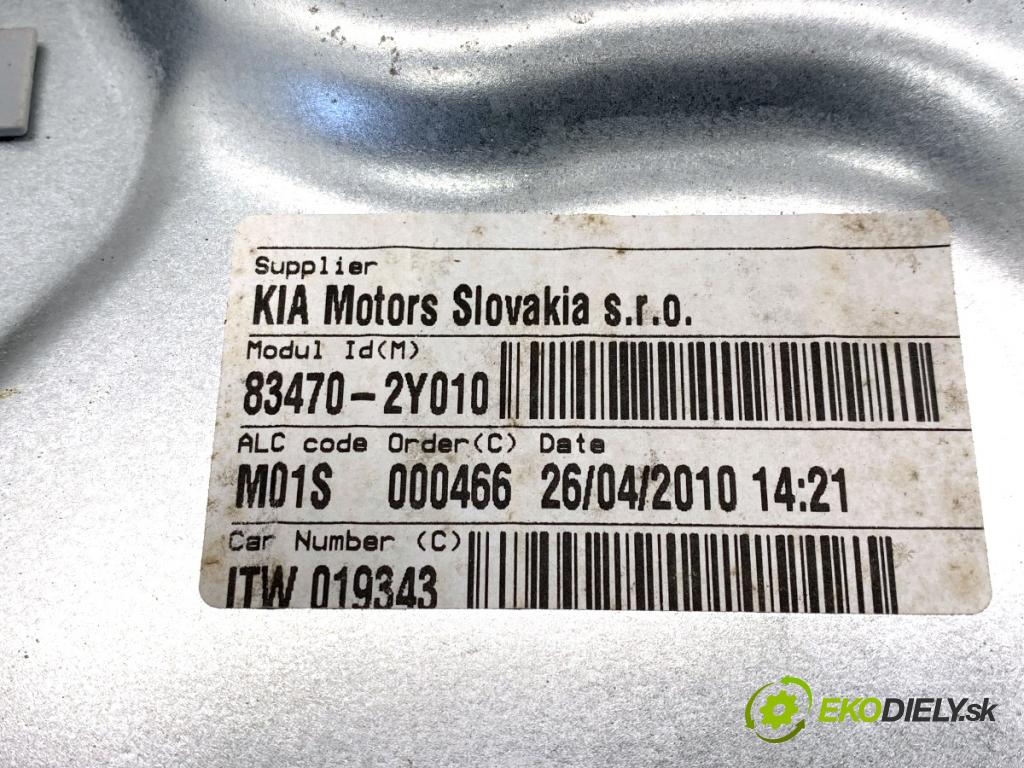 Supplier
KIA Motors Slovakia s.r.o.
Modul Id(M)
83470-2Y010
ALC code Order(C) Date
M01S 000466 26/04/2010 14:21
Car Number (C)
ITW 019343
EKODIELY.sk